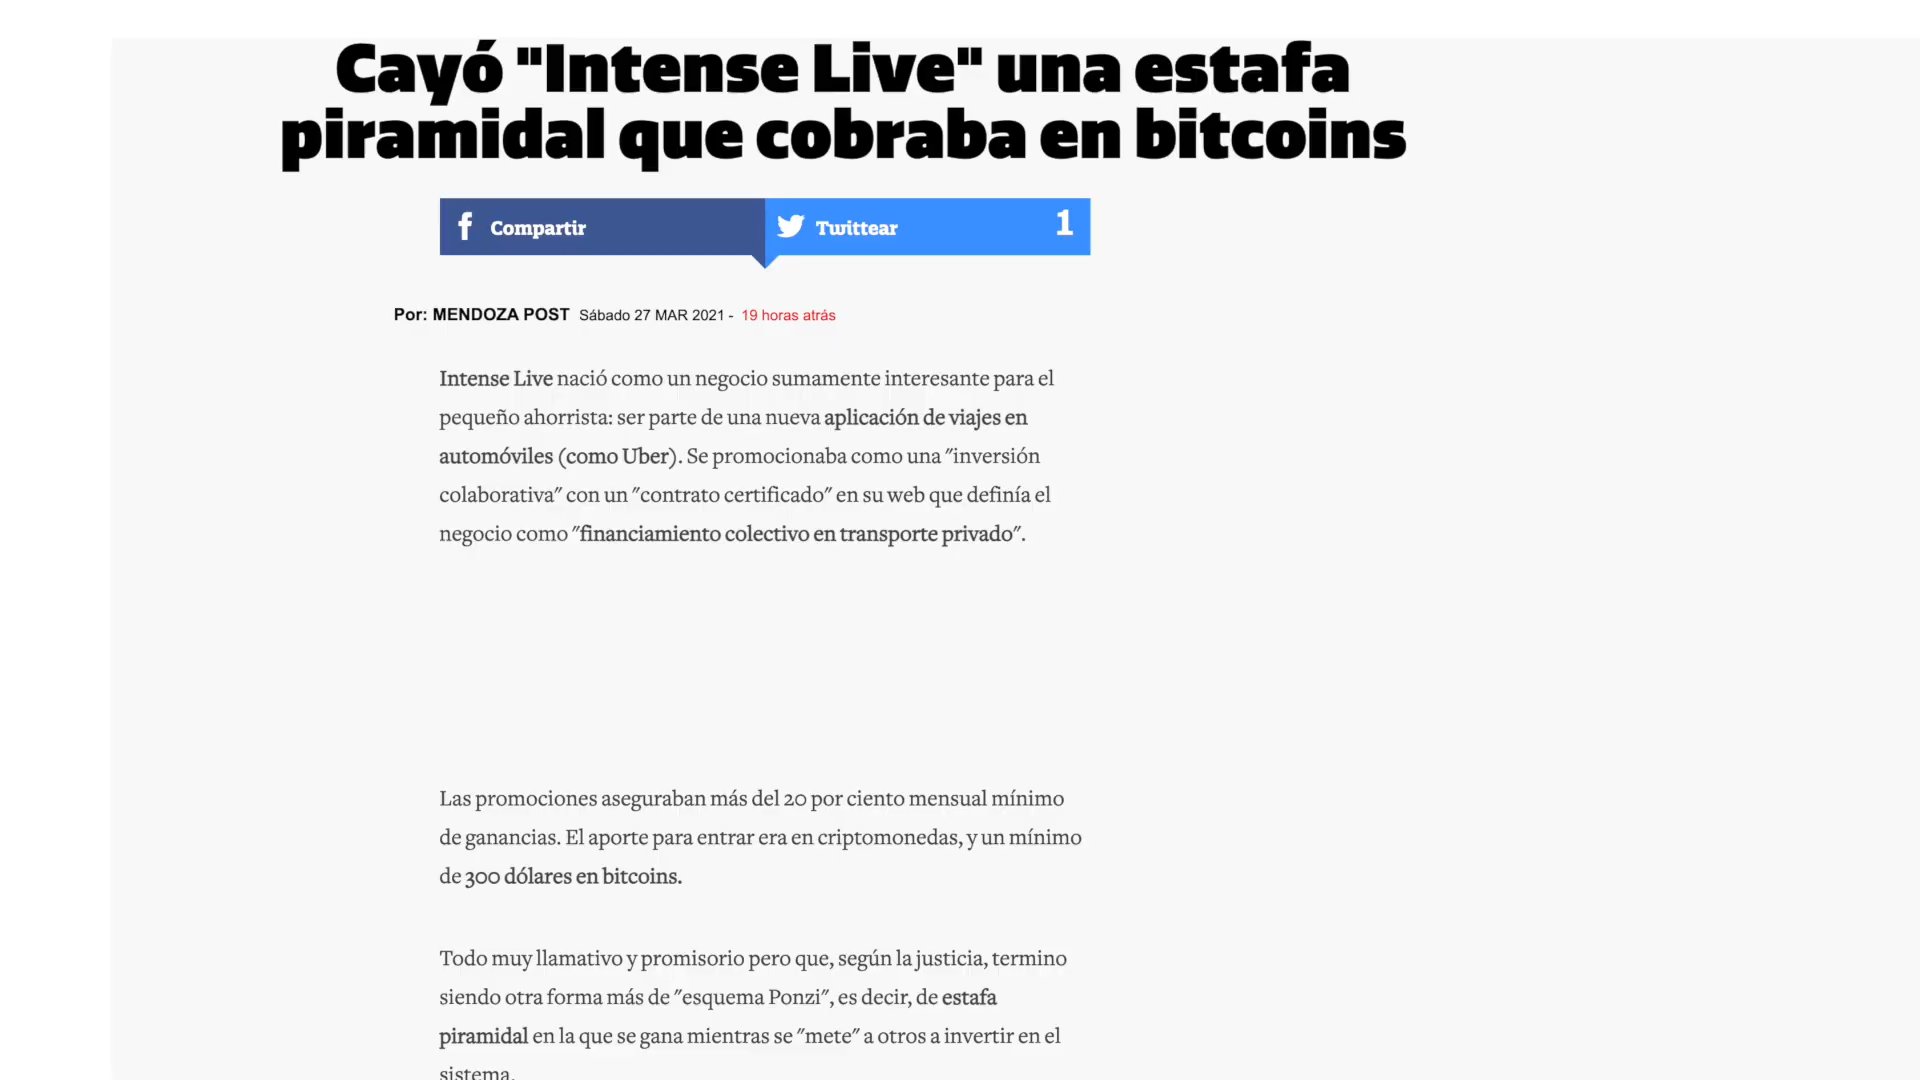 Cayó "Intense Live" una estafa
piramidal que cobraba en bitcoins
Compartir
Twittear
1
Por: MENDOZA POST Sábado 27 MAR 2021 - 19 horas atrás
Intense Live nació como un negocio sumamente interesante para el
pequeño ahorrista: ser parte de una nueva aplicación de viajes en
automóviles (como Uber). Se promocionaba como una "inversión
colaborativa" con un "contrato certificado" en su web que definía el
negocio como "financiamiento colectivo en transporte privado".
Las promociones aseguraban más del 20 por ciento mensual mínimo
de ganancias. El aporte para entrar era en criptomonedas, y un mínimo
de 300 dólares en bitcoins.
Todo muy llamativo y promisorio pero que, según la justicia, termino
siendo otra forma más de "esquema Ponzi", es decir, de estafa
piramidal en la que se gana mientras se "mete" a otros a invertir en el
sistema.